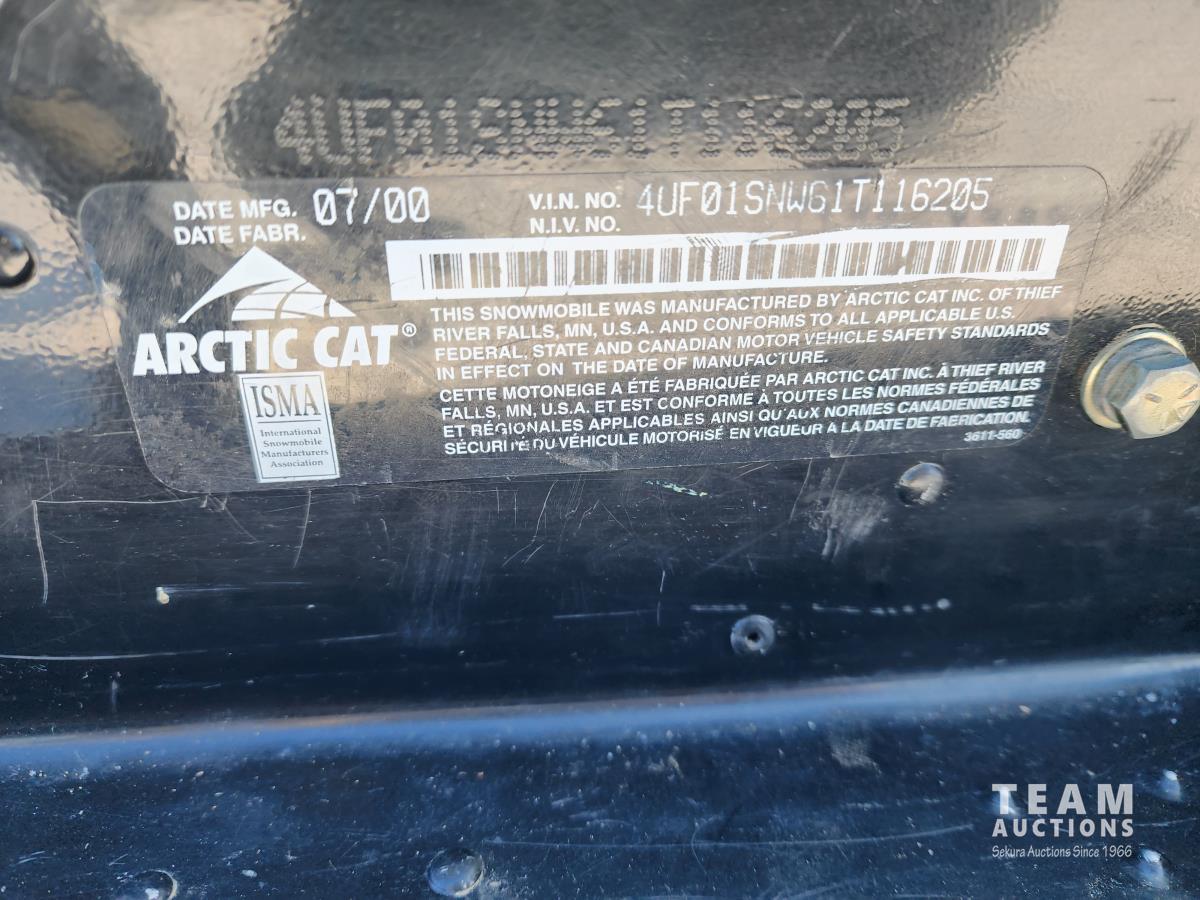 4UF01SNW61T116205
DATE MFG. 07/00 V.I.N. NO. 4UF01SNW61T116205
DATE FABR. N.I.V. NO.
ARCTIC CAT®
ISMA
International
Snowmobile
Manufacturers
Association
THIS SNOWMOBILE WAS MANUFACTURED BY ARCTIC CAT INC. OF THIEF
RIVER FALLS, MN, U.S.A. AND CONFORMS TO ALL APPLICABLE U.S.
FEDERAL, STATE AND CANADIAN MOTOR VEHICLE SAFETY STANDARDS
IN EFFECT ON THE DATE OF MANUFACTURE.
CETTE MOTONEIGE A ÉTÉ FABRIQUÉE PAR ARCTIC CAT INC. À THIEF RIVER
FALLS, MN, U.S.A. ET EST CONFORME À TOUTES LES NORMES FÉDÉRALES
ET RÉGIONALES APPLICABLES AINSI QU'AUX NORMES CANADIENNES DE
SÉCURITÉ DU VÉHICULE MOTORISÉ EN VIGUEUR A LA DATE DE FAERICATION.
3611-560
TEAM
AUCTIONS
Sekura Auctions Since 1966